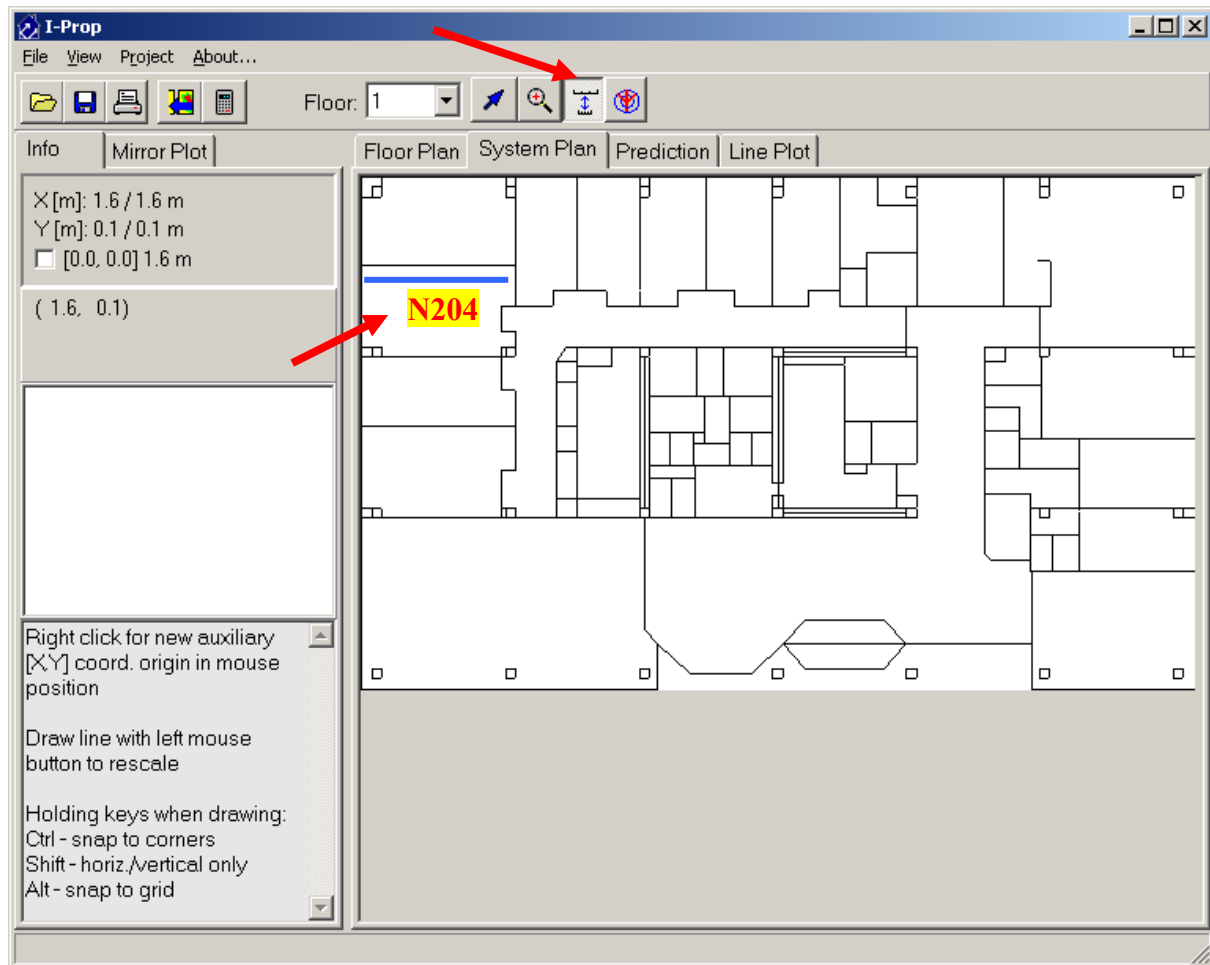 I-Prop
File View Project About...
Floor: 1
Info Mirror Plot
Floor Plan System Plan Prediction Line Plot
X [m]: 1.6 / 1.6 m
Y [m]: 0.1 / 0.1 m
[0.0, 0.0] 1.6 m
( 1.6, 0.1)
N204
Right click for new auxiliary
[X,Y] coord. origin in mouse
position
Draw line with left mouse
button to rescale
Holding keys when drawing:
Ctrl - snap to corners
Shift - horiz./vertical only
Alt - snap to grid